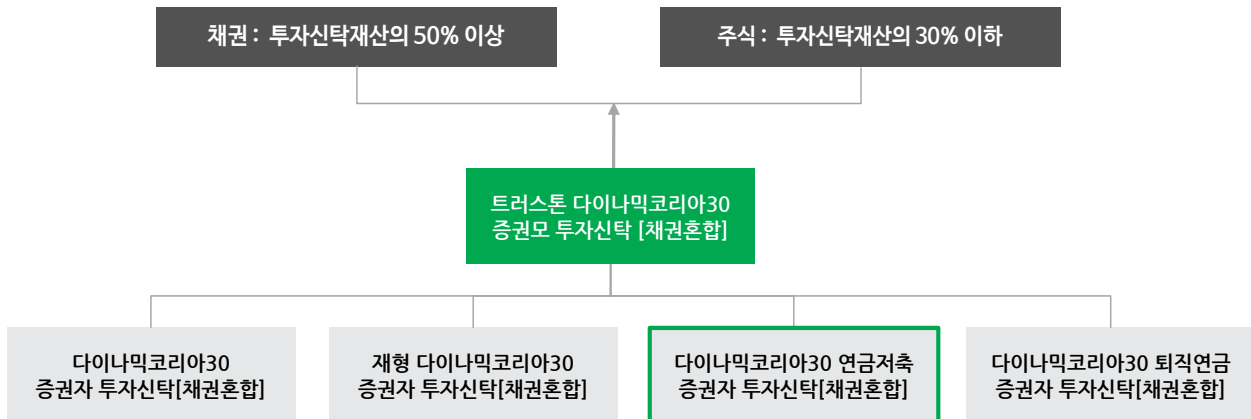 채권 : 투자신탁재산의 50% 이상
주식 : 투자신탁재산의 30% 이하
트러스톤 다이나믹코리아30
증권모 투자신탁 [채권혼합]
다이나믹코리아30
증권자 투자신탁[채권혼합]
재형 다이나믹코리아30
증권자 투자신탁[채권혼합]
다이나믹코리아30 연금저축
증권자 투자신탁[채권혼합]
다이나믹코리아30 퇴직연금
증권자 투자신탁[채권혼합]